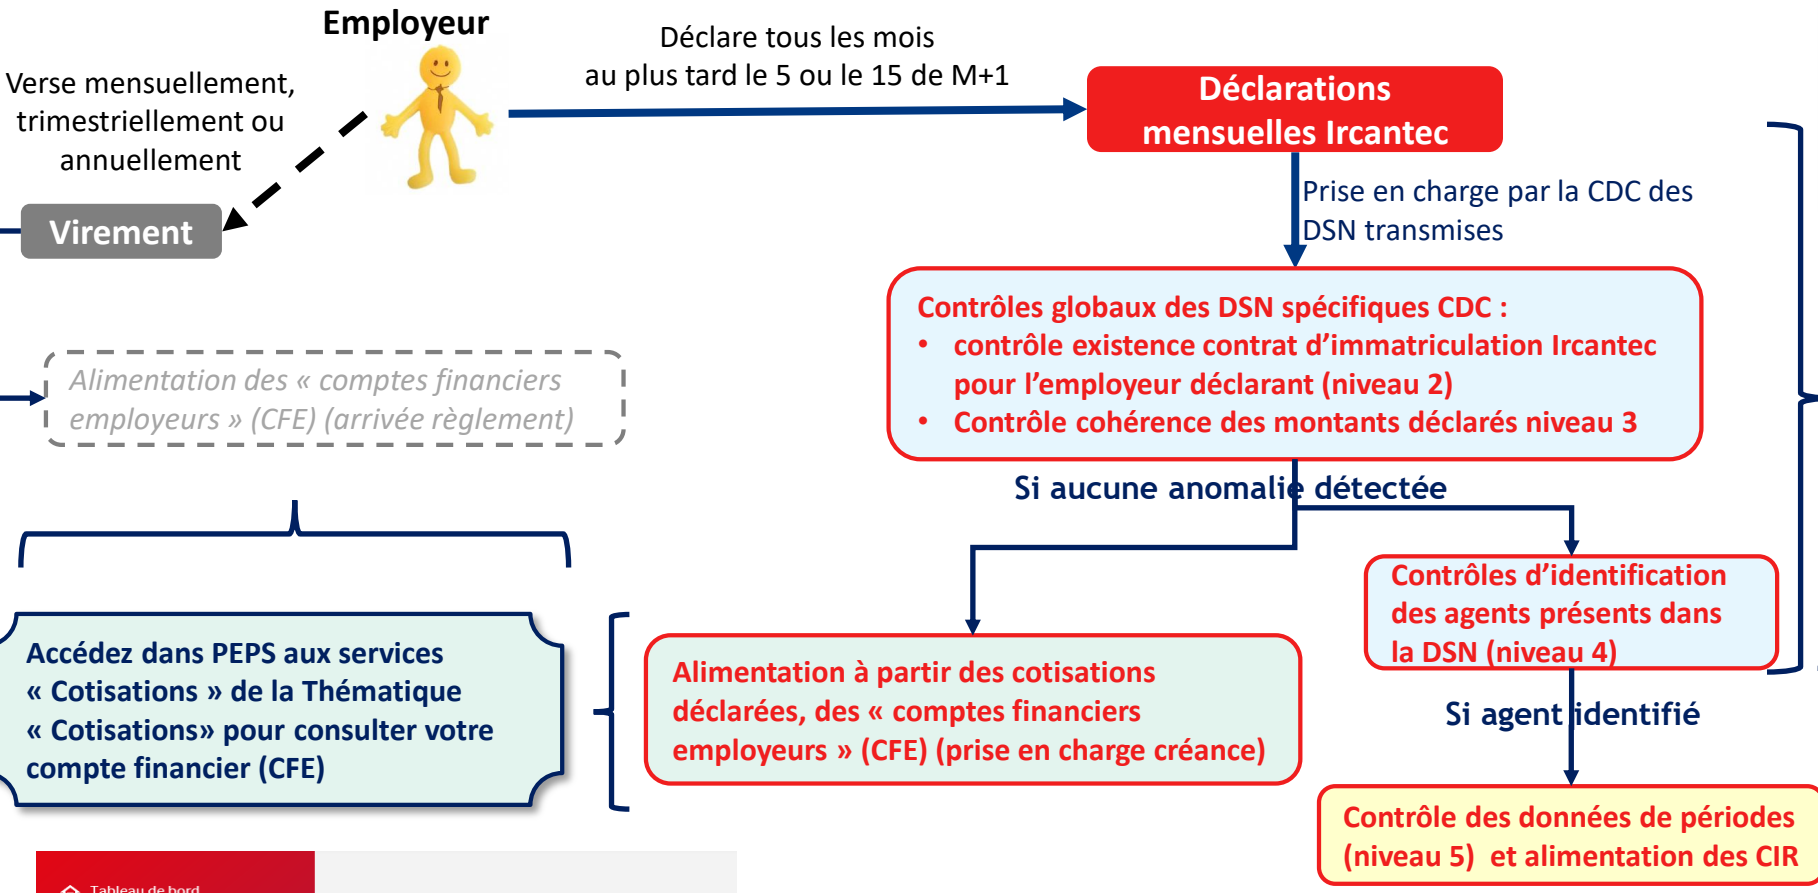 Employeur
Déclare tous les mois
au plus tard le 5 ou le 15 de M+1
Verse mensuellement,
trimestriellement ou
annuellement
Déclarations
mensuelles Ircantec
Virement
Prise en charge par la CDC des
DSN transmises
Contrôles globaux des DSN spécifiques CDC :
• contrôle existence contrat d’immatriculation Ircantec
pour l’employeur déclarant (niveau 2)
• Contrôle cohérence des montants déclarés niveau 3
Alimentation des « comptes financiers
employeurs » (CFE) (arrivée règlement)
Si aucune anomalie détectée
Contrôles d’identification
des agents présents dans
la DSN (niveau 4)
Accédez dans PEPS aux services
« Cotisations » de la Thématique
« Cotisations» pour consulter votre
compte financier (CFE)
Alimentation à partir des cotisations
déclarées, des « comptes financiers
employeurs » (CFE) (prise en charge créance)
Si agent identifié
Contrôle des données de périodes
(niveau 5) et alimentation des CIR
Tableau de bord